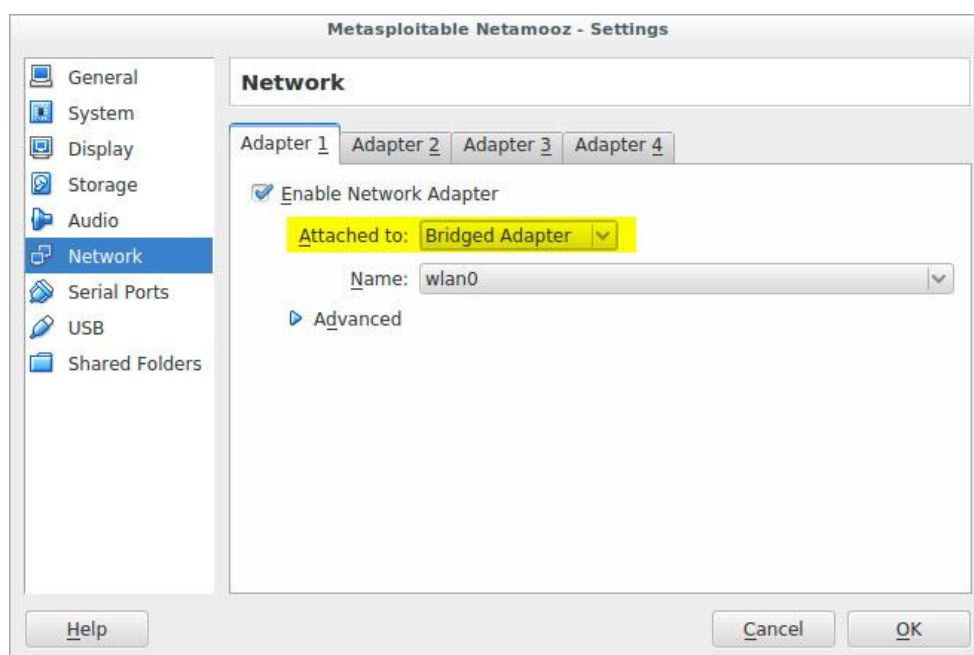 Metasploitable Netamooz - Settings
General
System
Display
Storage
Audio
Network
Serial Ports
USB
Shared Folders
Network
Adapter 1 Adapter 2 Adapter 3 Adapter 4
Enable Network Adapter
Attached to: Bridged Adapter
Name: wlan0
Advanced
Help Cancel OK